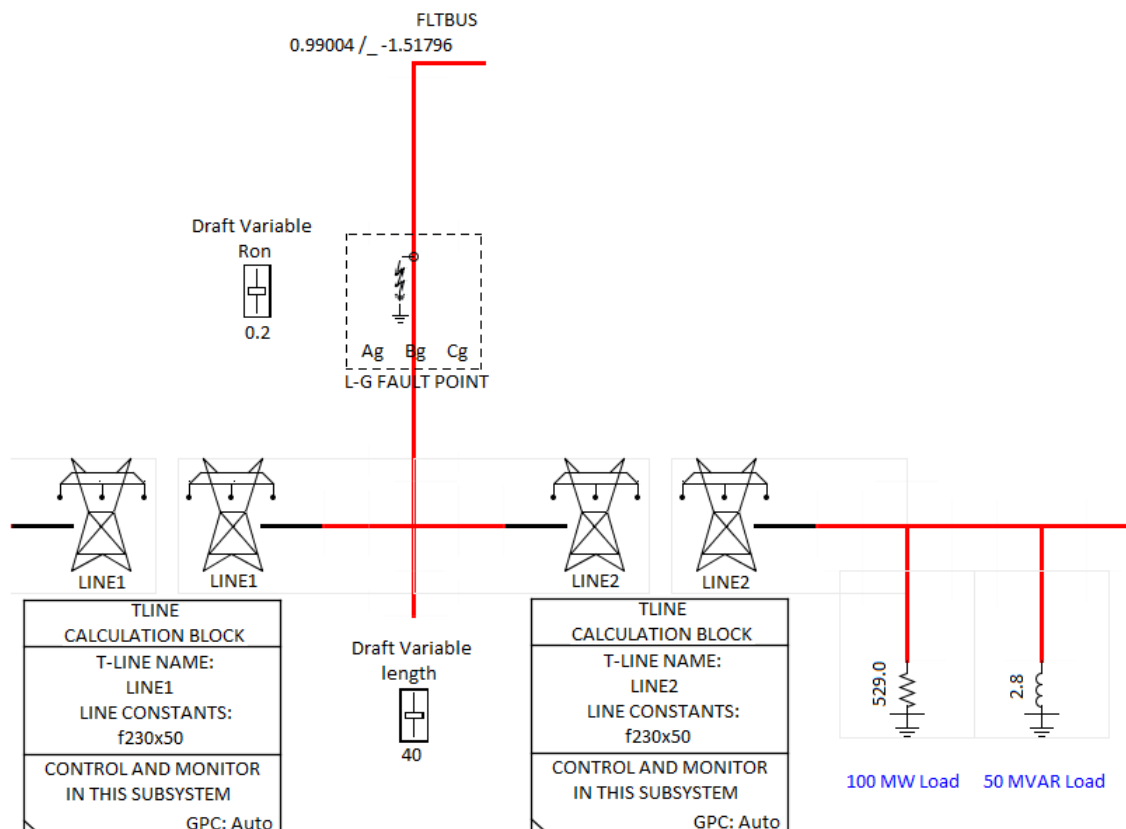 FLTBUS
0.99004 /_ -1.51796
Draft Variable
Ron
0.2
Ag Bg Cg
L-G FAULT POINT
LINE1
LINE1
LINE2
LINE2
TLINE
CALCULATION BLOCK
T-LINE NAME:
LINE1
LINE CONSTANTS:
f230x50
CONTROL AND MONITOR
IN THIS SUBSYSTEM
GPC: Auto
Draft Variable
length
40
TLINE
CALCULATION BLOCK
T-LINE NAME:
LINE2
LINE CONSTANTS:
f230x50
CONTROL AND MONITOR
IN THIS SUBSYSTEM
GPC: Auto
529.0
2.8
100 MW Load
50 MVAR Load